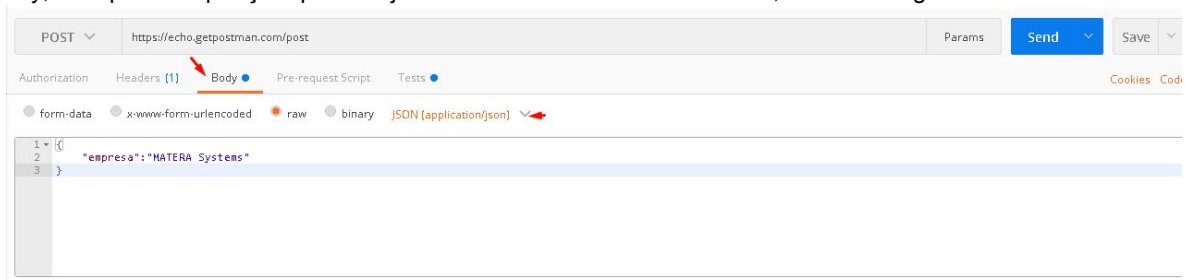 POST https://echo.getpostman.com/post Params Send Save
Authorization Headers (1) Body Pre-request Script Tests Cookies Code
form-data x-www-form-urlencoded raw binary JSON (application/json)
1 {
2 "empresa":"MATERA Systems"
3 }